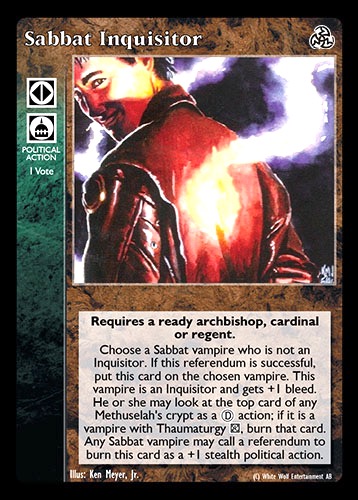 Sabbat Inquisitor
POLITICAL
ACTION
1 Vote
Requires a ready archbishop, cardinal
or regent.
Choose a Sabbat vampire who is not an
Inquisitor. If this referendum is successful,
put this card on the chosen vampire. This
vampire is an Inquisitor and gets +1 bleed.
He or she may look at the top card of any
Methuselah's crypt as a Ⓓ action; if it is a
vampire with Thaumaturgy, burn that card.
Any Sabbat vampire may call a referendum to
burn this card as a +1 stealth political action.
Illus: Ken Meyer, Jr.
(C) White Wolf Entertainment AB